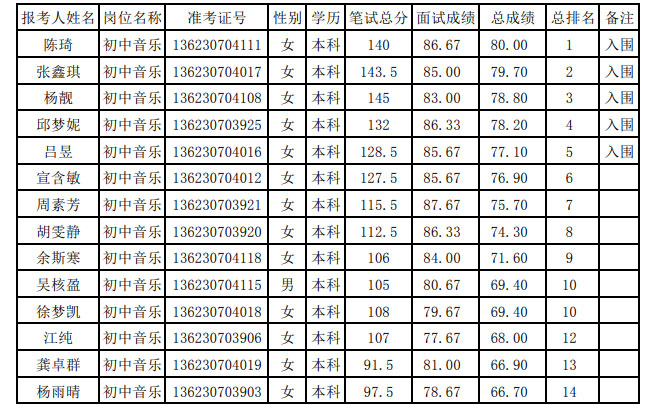 报考人姓名 岗位名称 准考证号 性别 学历 笔试总分 面试成绩 总成绩 总排名 备注
陈琦 初中音乐 136230704111 女 本科 140 86.67 80.00 1 入围
张鑫琪 初中音乐 136230704017 女 本科 143.5 85.00 79.70 2 入围
杨靓 初中音乐 136230704108 女 本科 145 83.00 78.80 3 入围
邱梦妮 初中音乐 136230703925 女 本科 132 86.33 78.20 4 入围
吕昱 初中音乐 136230704016 女 本科 128.5 85.67 77.10 5 入围
宣含敏 初中音乐 136230704012 女 本科 127.5 85.67 76.90 6
周素芳 初中音乐 136230703921 女 本科 115.5 87.67 75.70 7
胡雯静 初中音乐 136230703920 女 本科 112.5 86.33 74.30 8
余斯寒 初中音乐 136230704118 女 本科 106 84.00 71.60 9
吴核盈 初中音乐 136230704115 男 本科 105 80.67 69.40 10
徐梦凯 初中音乐 136230704018 女 本科 108 79.67 69.40 10
江纯 初中音乐 136230703906 女 本科 107 77.67 68.00 12
龚卓群 初中音乐 136230704019 女 本科 91.5 81.00 66.90 13
杨雨晴 初中音乐 136230703903 女 本科 97.5 78.67 66.70 14